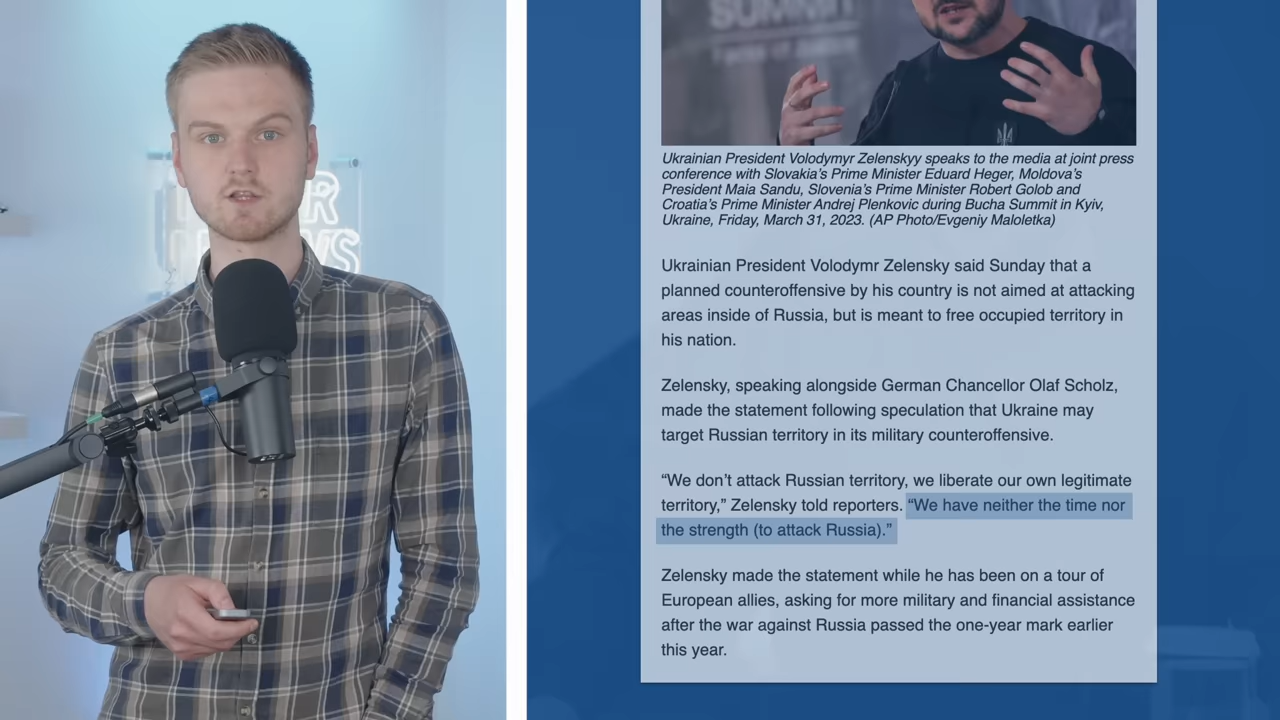 SUMMIT
Ukrainian President Volodymyr Zelenskyy speaks to the media at joint press
conference with Slovakia's Prime Minister Eduard Heger, Moldova's
President Maia Sandu, Slovenia's Prime Minister Robert Golob and
Croatia's Prime Minister Andrej Plenkovic during Bucha Summit in Kyiv,
Ukraine, Friday, March 31, 2023. (AP Photo/Evgeniy Maloletka)
Ukrainian President Volodymr Zelensky said Sunday that a
planned counteroffensive by his country is not aimed at attacking
areas inside of Russia, but is meant to free occupied territory in
his nation.
Zelensky, speaking alongside German Chancellor Olaf Scholz,
made the statement following speculation that Ukraine may
target Russian territory in its military counteroffensive.
“We don’t attack Russian territory, we liberate our own legitimate
territory,” Zelensky told reporters. “We have neither the time nor
the strength (to attack Russia).”
Zelensky made the statement while he has been on a tour of
European allies, asking for more military and financial assistance
after the war against Russia passed the one-year mark earlier
this year.